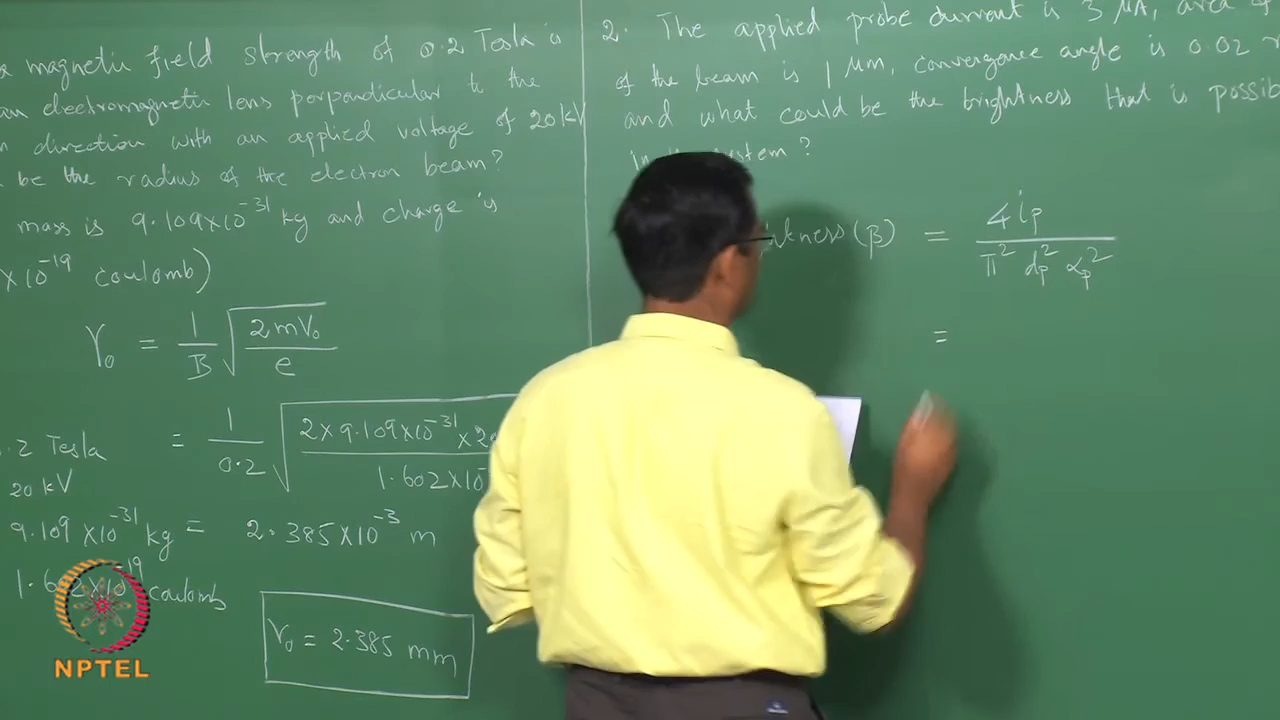 a magnetic field strength of 0.2 Tesla is
an electromagnetic lens perpendicular to the
direction with an applied voltage of 20 kV
be the radius of the electron beam?
mass is 9.109×10⁻³¹ kg and charge is
×10⁻¹⁹ coulomb)
r₀ = 1/B √(2mV₀/e)
.2 Tesla = 1/0.2 √(2×9.109×10⁻³¹×2 / 1.602×10⁻
20 kV
9.109×10⁻³¹ kg = 2.385×10⁻³ m
1.602×10⁻¹⁹ coulomb
r₀ = 2.385 mm
2. The applied probe current is 3 μA, area of
of the beam is 1 μm, convergence angle is 0.02
and what could be the brightness that is possib
in system?
tness (β) = 4iₚ / π² dₚ² αₚ²
=
NPTEL